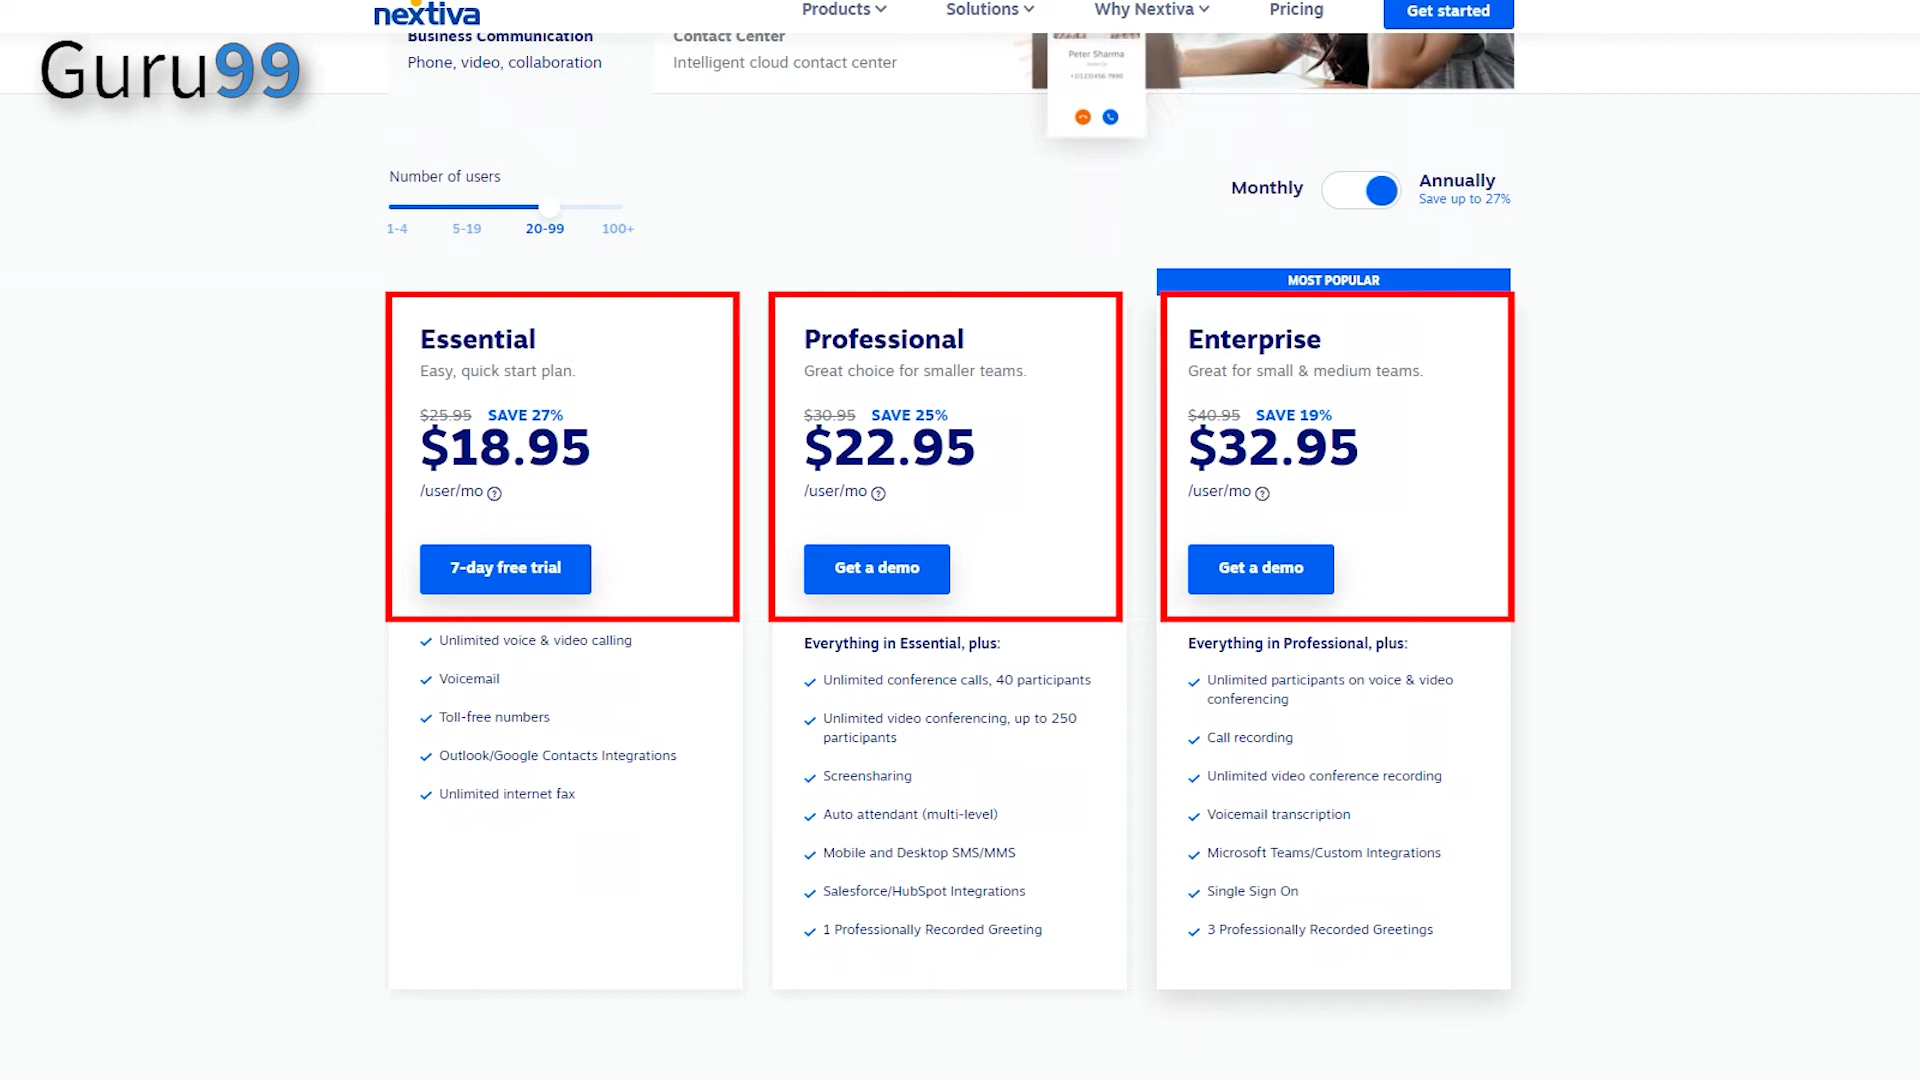 nextiva
Products
Solutions
Why Nextiva
Pricing
Get started
Guru99
Business Communication
Phone, video, collaboration
Contact Center
Intelligent cloud contact center
Peter Sharma
Number of users
1-4
5-19
20-99
100+
Monthly
Annually
Save up to 27%
MOST POPULAR
Essential
Easy, quick start plan.
$25.95 SAVE 27%
$18.95
/user/mo ?
7-day free trial
Unlimited voice & video calling
Voicemail
Toll-free numbers
Outlook/Google Contacts Integrations
Unlimited internet fax
Professional
Great choice for smaller teams.
$30.95 SAVE 25%
$22.95
/user/mo ?
Get a demo
Everything in Essential, plus:
Unlimited conference calls, 40 participants
Unlimited video conferencing, up to 250
participants
Screensharing
Auto attendant (multi-level)
Mobile and Desktop SMS/MMS
Salesforce/HubSpot Integrations
1 Professionally Recorded Greeting
Enterprise
Great for small & medium teams.
$40.95 SAVE 19%
$32.95
/user/mo ?
Get a demo
Everything in Professional, plus:
Unlimited participants on voice & video
conferencing
Call recording
Unlimited video conference recording
Voicemail transcription
Microsoft Teams/Custom Integrations
Single Sign On
3 Professionally Recorded Greetings